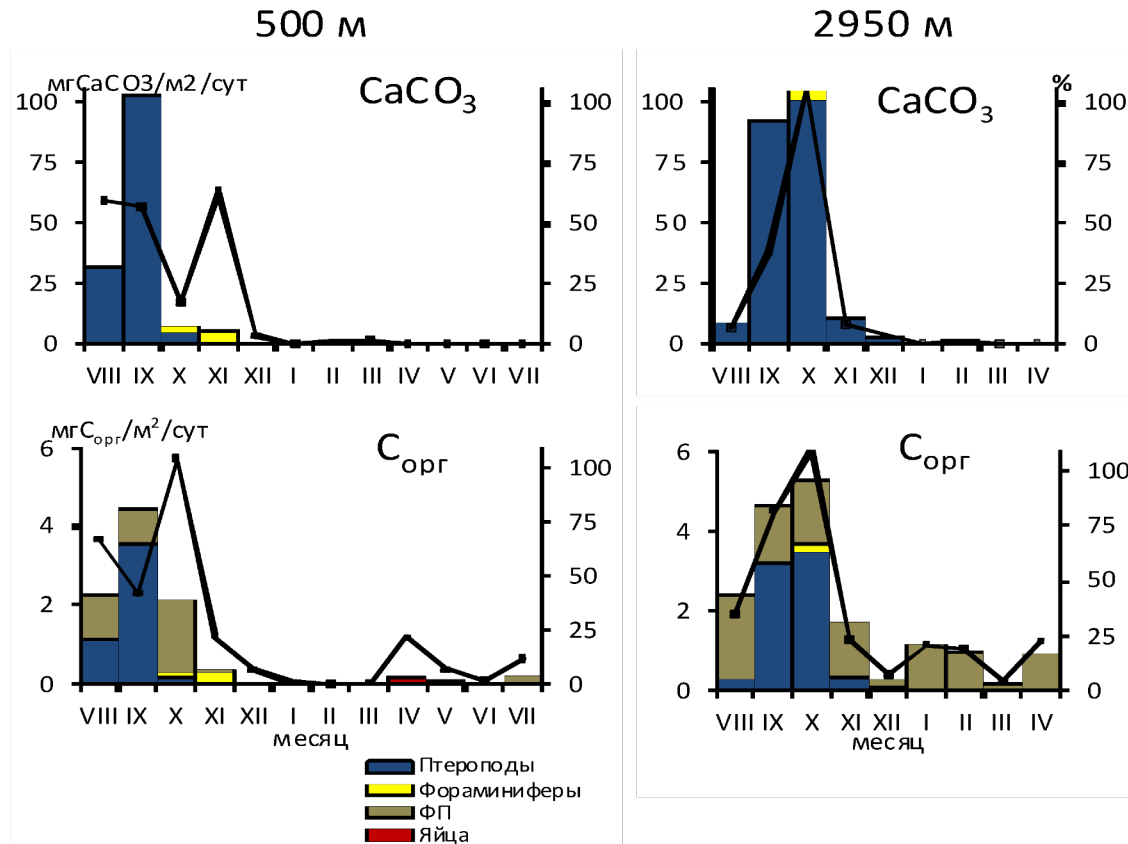 500 м
2950 м
мгCaCO3/м2/сут
CaCO3
100 100
75 75
50 50
25 25
0 0
VIII IX X XI XII I II III IV V VI VII
%
CaCO3
100 100
75 75
50 50
25 25
0 0
VIII IX X XI XII I II III IV
мгСорг/м²/сут
Сорг
6
4
2
0
100
75
50
25
0
VIII IX X XI XII I II III IV V VI VII
месяц
Сорг
6
4
2
0
100
75
50
25
0
VIII IX X XI XII I II III IV
месяц
Птероподы
Фораминиферы
ФП
Яйца